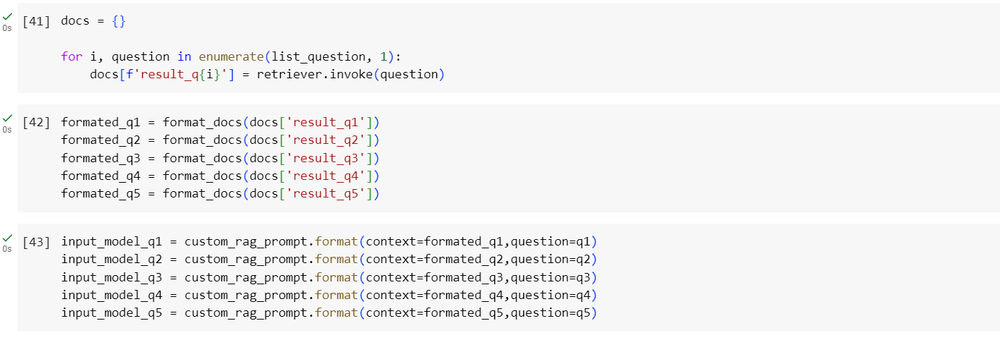 [41] docs = {}
0s
for i, question in enumerate(list_question, 1):
    docs[f'result_q{i}'] = retriever.invoke(question)
[42] formated_q1 = format_docs(docs['result_q1'])
0s
formated_q2 = format_docs(docs['result_q2'])
formated_q3 = format_docs(docs['result_q3'])
formated_q4 = format_docs(docs['result_q4'])
formated_q5 = format_docs(docs['result_q5'])
[43] input_model_q1 = custom_rag_prompt.format(context=formated_q1,question=q1)
0s
input_model_q2 = custom_rag_prompt.format(context=formated_q2,question=q2)
input_model_q3 = custom_rag_prompt.format(context=formated_q3,question=q3)
input_model_q4 = custom_rag_prompt.format(context=formated_q4,question=q4)
input_model_q5 = custom_rag_prompt.format(context=formated_q5,question=q5)